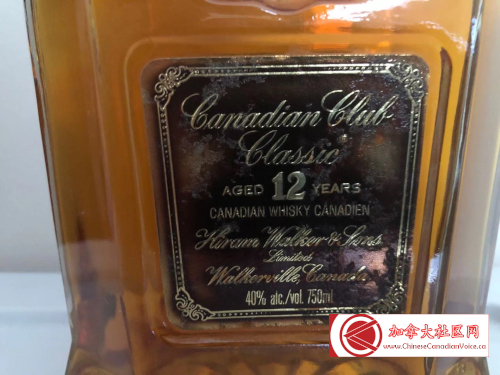 Canadian Club
Classic
AGED 12 YEARS
CANADIAN WHISKY CANADIEN
Hiram Walker & Sons
Limited
Walkerville, Canada
40% alc./vol. 750ml
加拿大社区网
www.ChineseCanadianVoice.ca